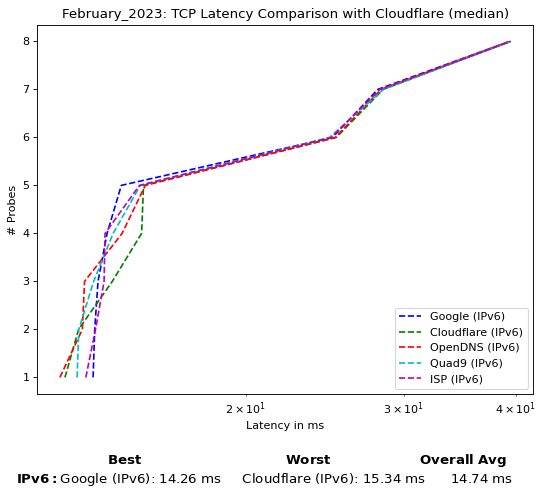 February_2023: TCP Latency Comparison with Cloudflare (median)
8
7
6
5
4
3
2
1
# Probes
Google (IPv6)
Cloudflare (IPv6)
OpenDNS (IPv6)
Quad9 (IPv6)
ISP (IPv6)
2 × 10¹ 3 × 10¹ 4 × 10¹
Latency in ms
Best Worst Overall Avg
IPv6: Google (IPv6): 14.26 ms Cloudflare (IPv6): 15.34 ms 14.74 ms